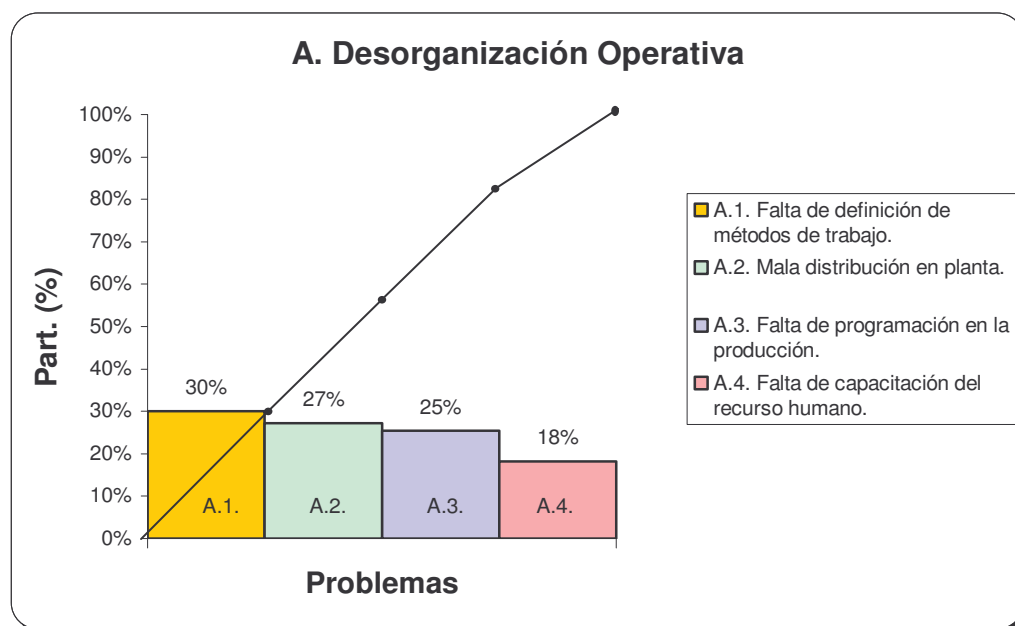 A. Desorganización Operativa
100%
90%
80%
70%
60%
50%
40%
30%
20%
10%
0%
Part. (%)
30%
27%
25%
18%
A.1.
A.2.
A.3.
A.4.
Problemas
A.1. Falta de definición de
métodos de trabajo.
A.2. Mala distribución en planta.
A.3. Falta de programación en la
producción.
A.4. Falta de capacitación del
recurso humano.